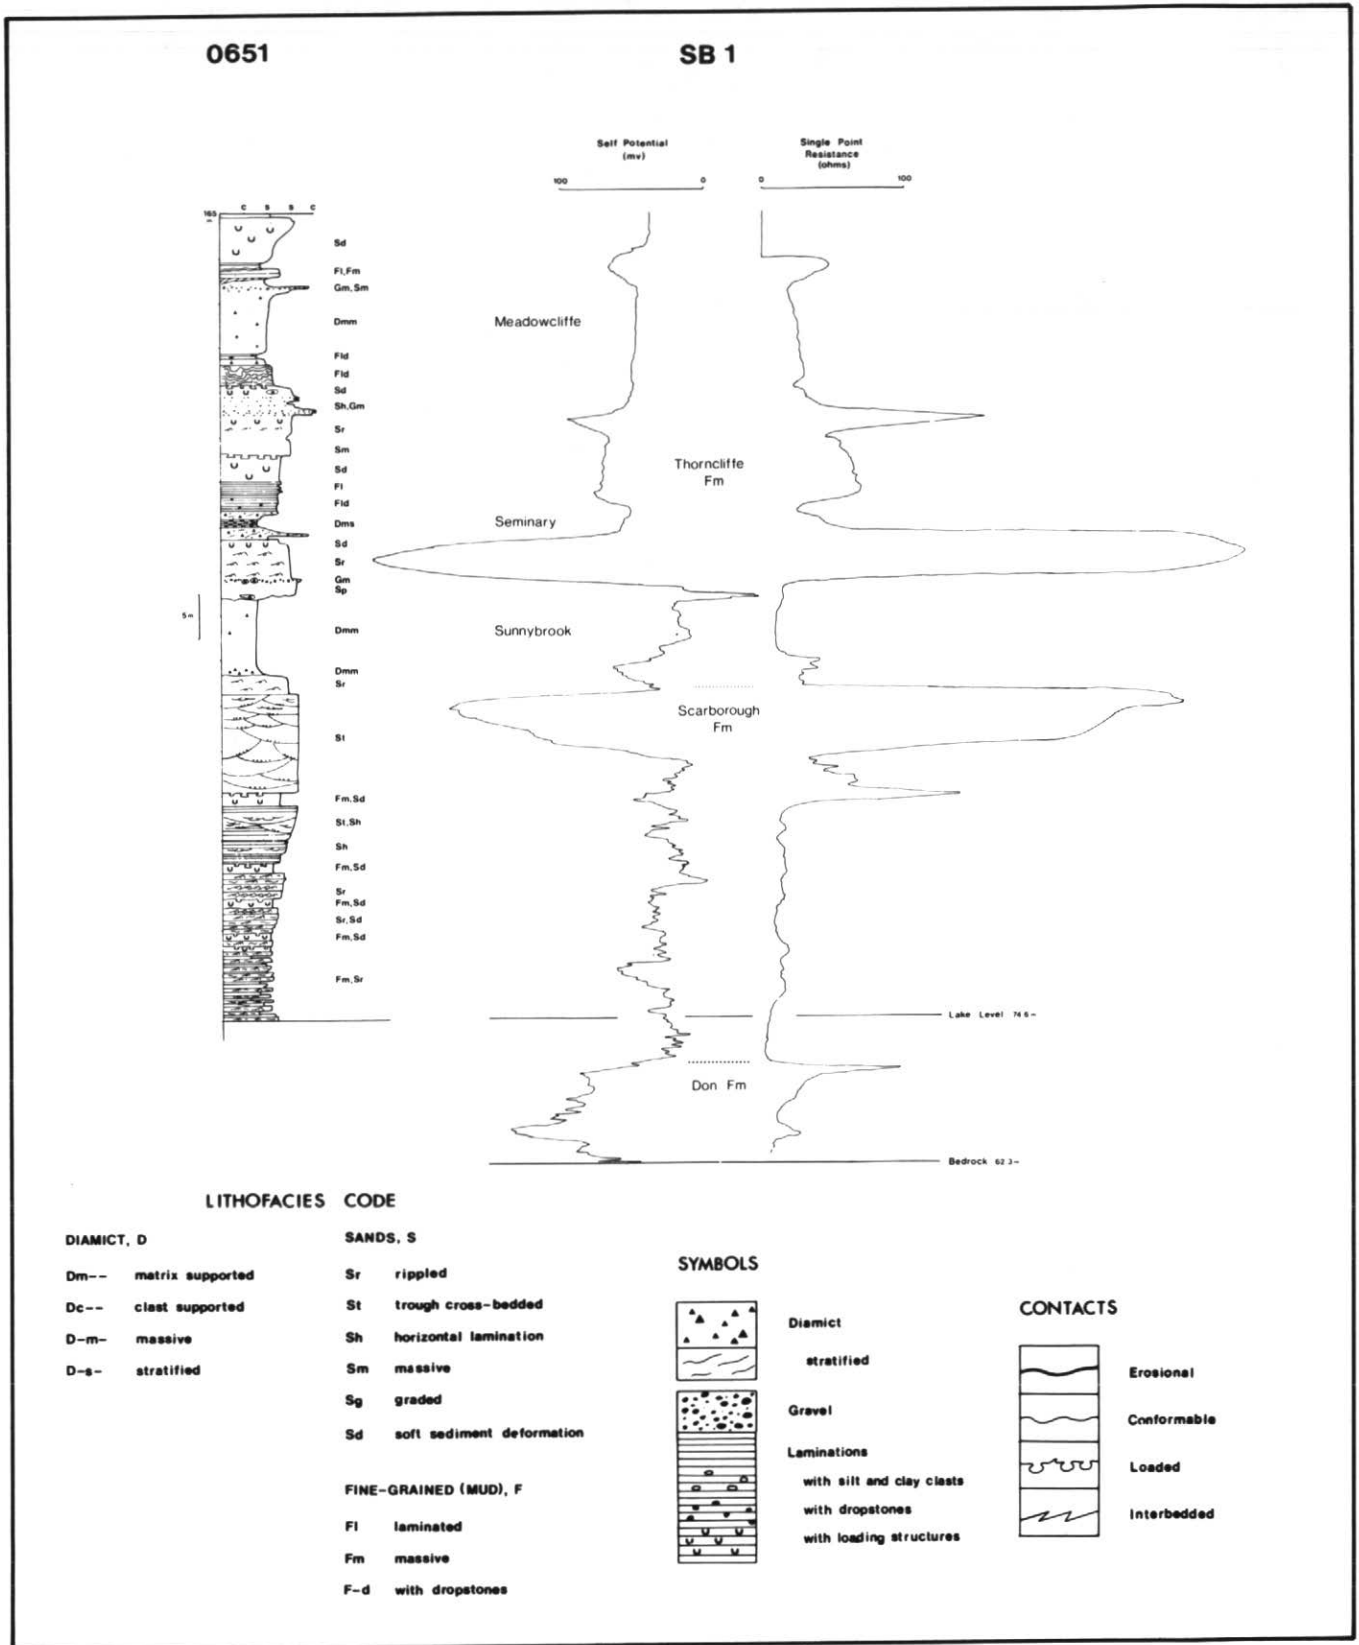 0651
SB 1
Self Potential
(mv)
100 0
Single Point
Resistance
(ohms)
0 100
165
m
C S S C
Sd
Fl,Fm
Gm,Sm
Dmm
Meadowcliffe
Fld
Fld
Sd
Sh,Gm
Sr
Sm
Thorncliffe
Fm
Sd
Fl
Fld
Dms
Seminary
Sd
Sr
Gm
Sp
5m
Dmm
Sunnybrook
Dmm
Sr
Scarborough
Fm
St
Fm,Sd
St,Sh
Sh
Fm,Sd
Sr
Fm,Sd
Sr,Sd
Fm,Sd
Fm,Sr
Lake Level 74 6-
Don Fm
Bedrock 62 3-
LITHOFACIES CODE
DIAMICT, D
Dm-- matrix supported
Dc-- clast supported
D-m- massive
D-s- stratified
SANDS, S
Sr rippled
St trough cross-bedded
Sh horizontal lamination
Sm massive
Sg graded
Sd soft sediment deformation
FINE-GRAINED (MUD), F
Fl laminated
Fm massive
F-d with dropstones
SYMBOLS
Diamict
stratified
Gravel
Laminations
with silt and clay clasts
with dropstones
with loading structures
CONTACTS
Erosional
Conformable
Loaded
Interbedded